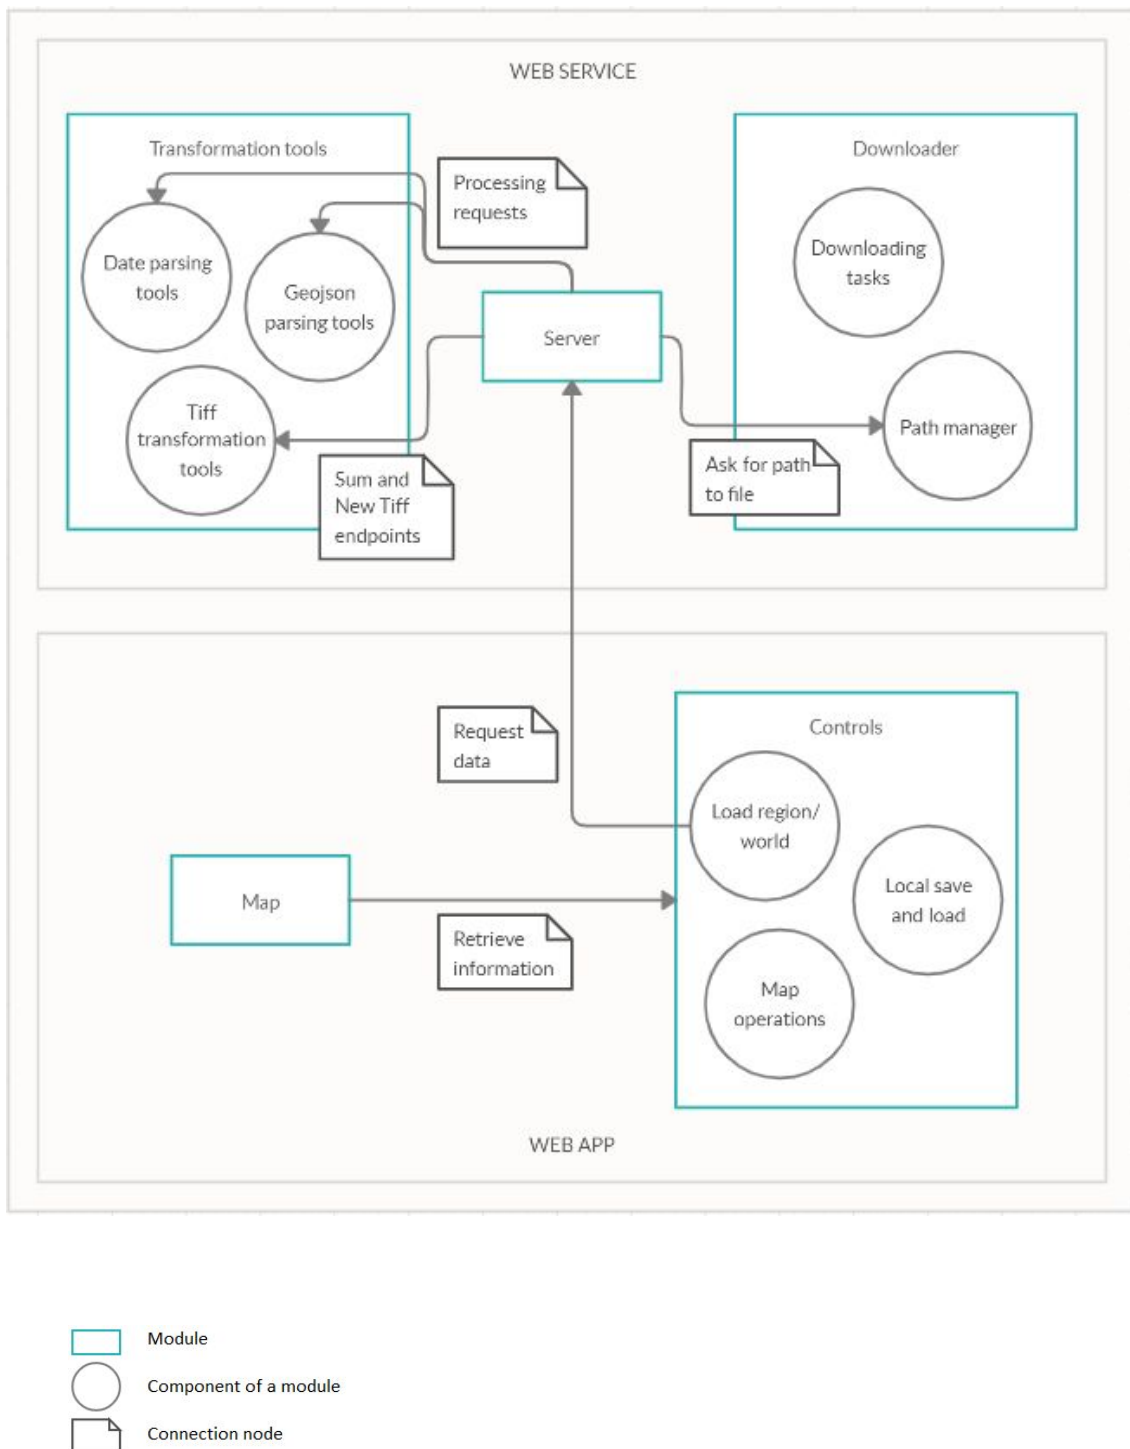 WEB SERVICE
Transformation tools
Downloader
Processing
requests
Date parsing
tools
Geojson
parsing tools
Downloading
tasks
Server
Tiff
transformation
tools
Path manager
Sum and
New Tiff
endpoints
Ask for path
to file
Request
data
Controls
Load region/
world
Map
Local save
and load
Retrieve
information
Map
operations
WEB APP
Module
Component of a module
Connection node